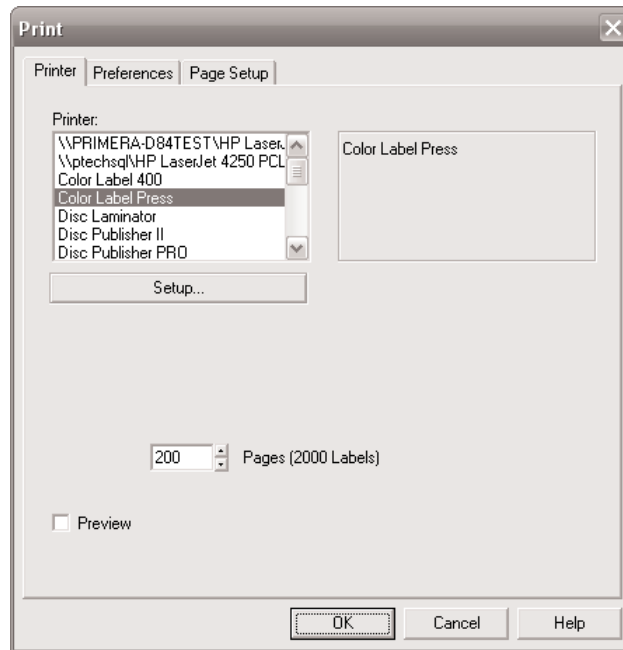 Print
Printer Preferences Page Setup
Printer:
\\PRIMERA-D84TEST\HP Laser
\\ptechsql\HP LaserJet 4250 PCL
Color Label 400
Color Label Press
Disc Laminator
Disc Publisher II
Disc Publisher PRO
Color Label Press
Setup...
200 Pages (2000 Labels)
Preview
OK Cancel Help